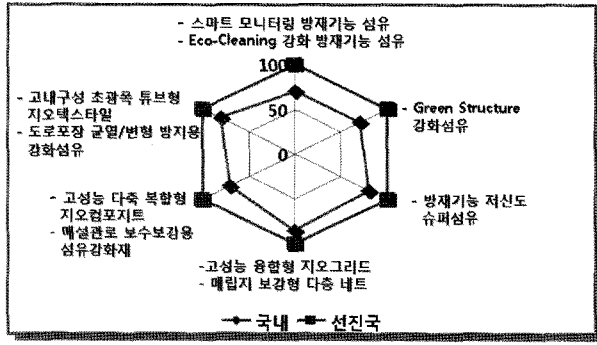 - 스마트 모니터링 방재기능 섬유
- Eco-Cleaning 강화 방재기능 섬유
100
50
0
- 고내구성 초광폭 튜브형
지오텍스타일
- 도로포장 균열/변형 방지용
강화섬유
- Green Structure
강화섬유
- 고성능 다축 복합형
지오컴포지트
- 매설관로 보수보강용
섬유강화재
- 방재기능 저신도
슈퍼섬유
-고성능 융합형 지오그리드
- 매립지 보강형 다층 네트
국내 선진국